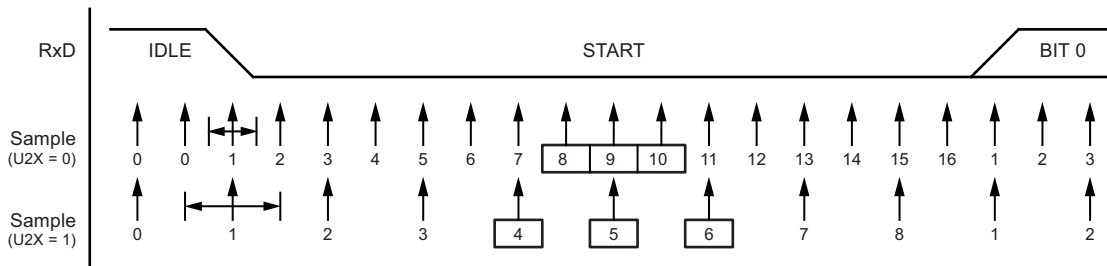 RxD IDLE START BIT 0
Sample
(U2X = 0)
0 0 1 2 3 4 5 6 7 8 9 10 11 12 13 14 15 16 1 2 3
Sample
(U2X = 1)
0 1 2 3 4 5 6 7 8 1 2